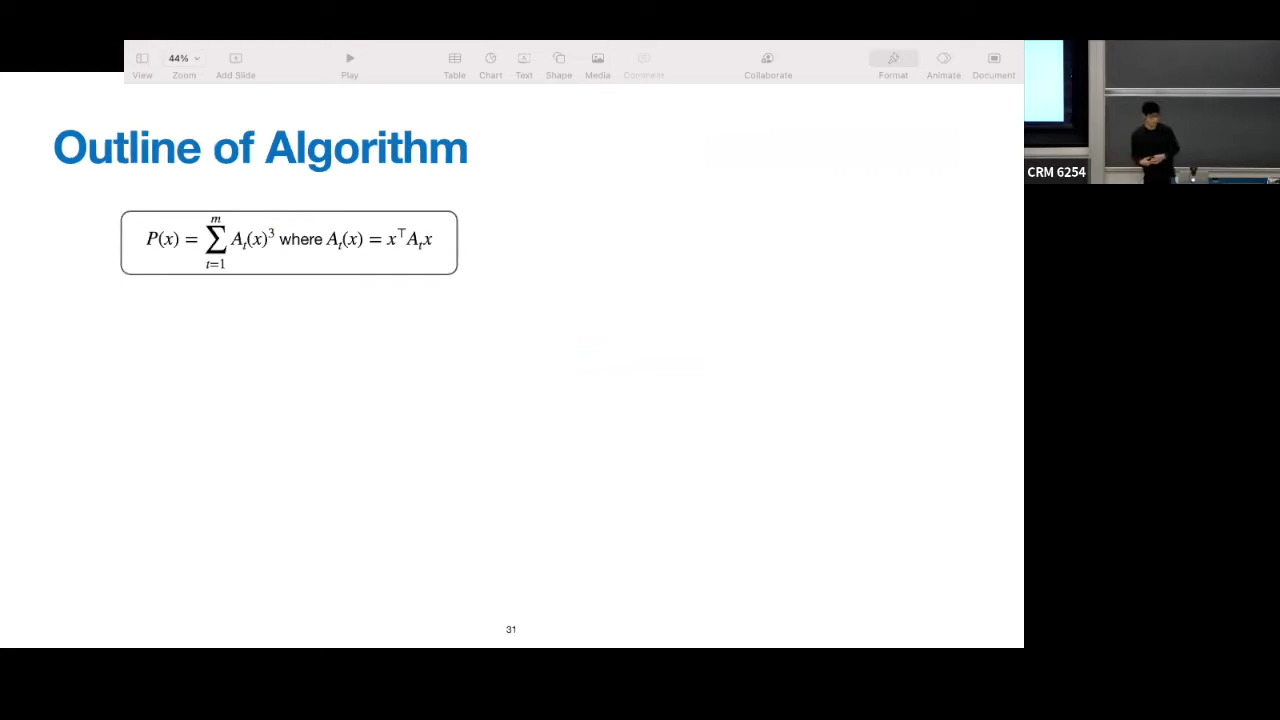 44%
View
Zoom
Add Slide
Play
Table
Chart
Text
Shape
Media
Comment
Collaborate
Format
Animate
Document
CRM 6254
Outline of Algorithm
P(x) = \sum_{t=1}^{m} A_t(x)^3 where A_t(x) = x^⊤A_t x
31